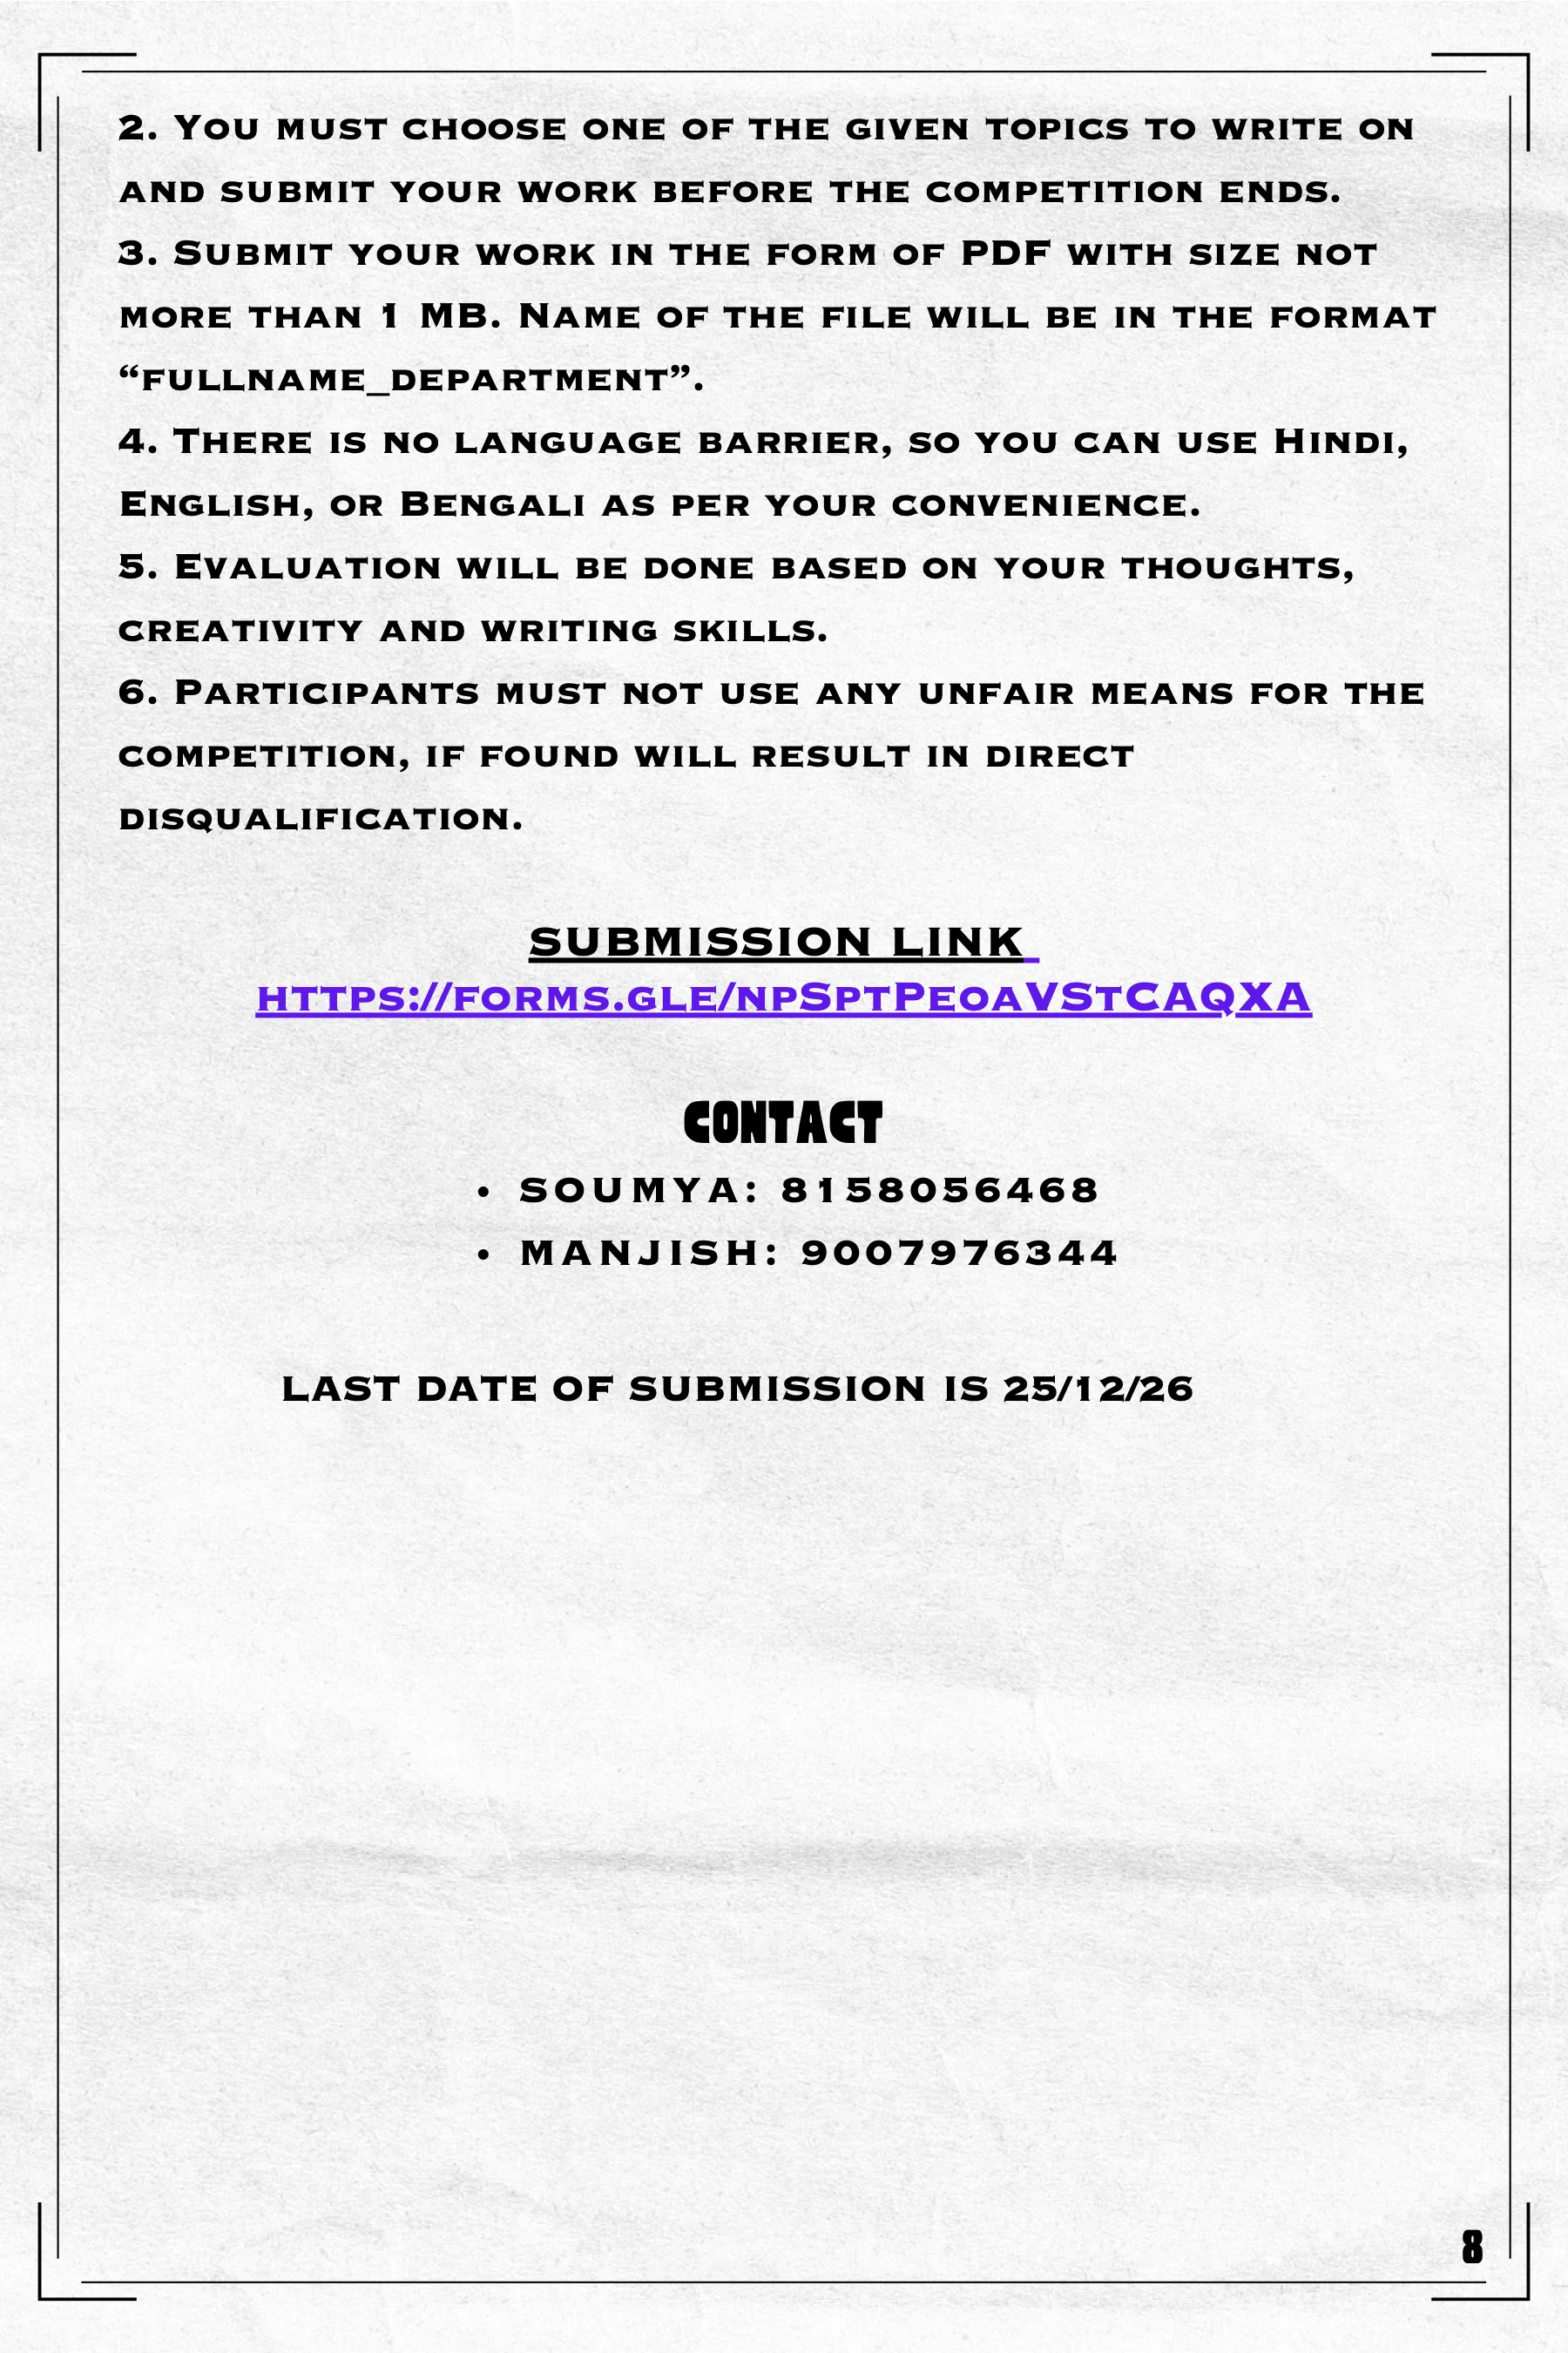 2. You must choose one of the given topics to write on
and submit your work before the competition ends.
3. Submit your work in the form of PDF with size not
more than 1 MB. Name of the file will be in the format
“fullname_department”.
4. There is no language barrier, so you can use Hindi,
English, or Bengali as per your convenience.
5. Evaluation will be done based on your thoughts,
creativity and writing skills.
6. Participants must not use any unfair means for the
competition, if found will result in direct
disqualification.
SUBMISSION LINK
https://forms.gle/npSptPeoaVStCAQXA
CONTACT
• SOUMYA: 8158056468
• MANJISH: 9007976344
LAST DATE OF SUBMISSION IS 25/12/26
8